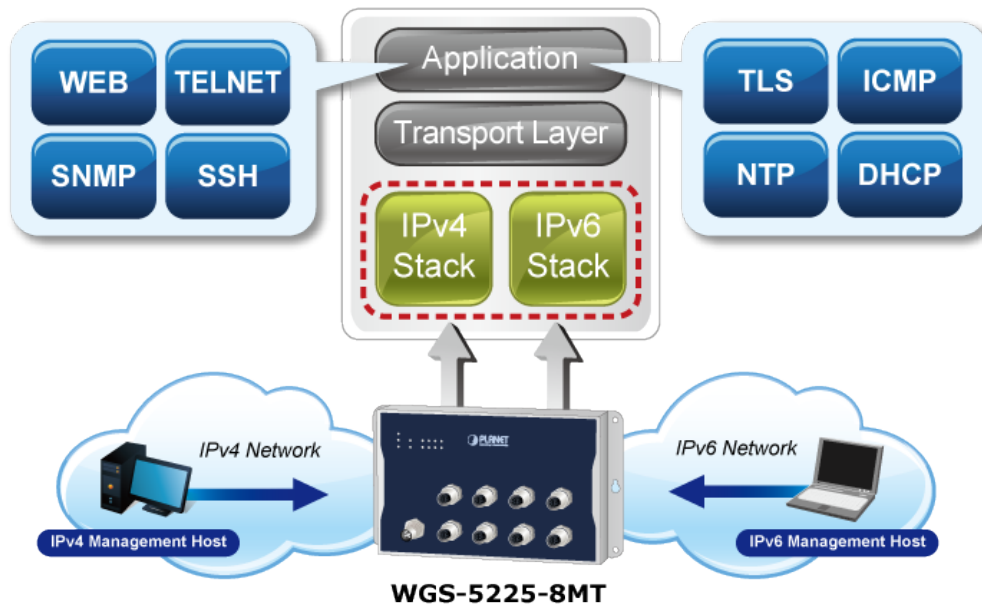 WEB
TELNET
SNMP
SSH
Application
Transport Layer
IPv4
Stack
IPv6
Stack
TLS
ICMP
NTP
DHCP
IPv4 Network
IPv4 Management Host
PLANET
IPv6 Network
IPv6 Management Host
WGS-5225-8MT